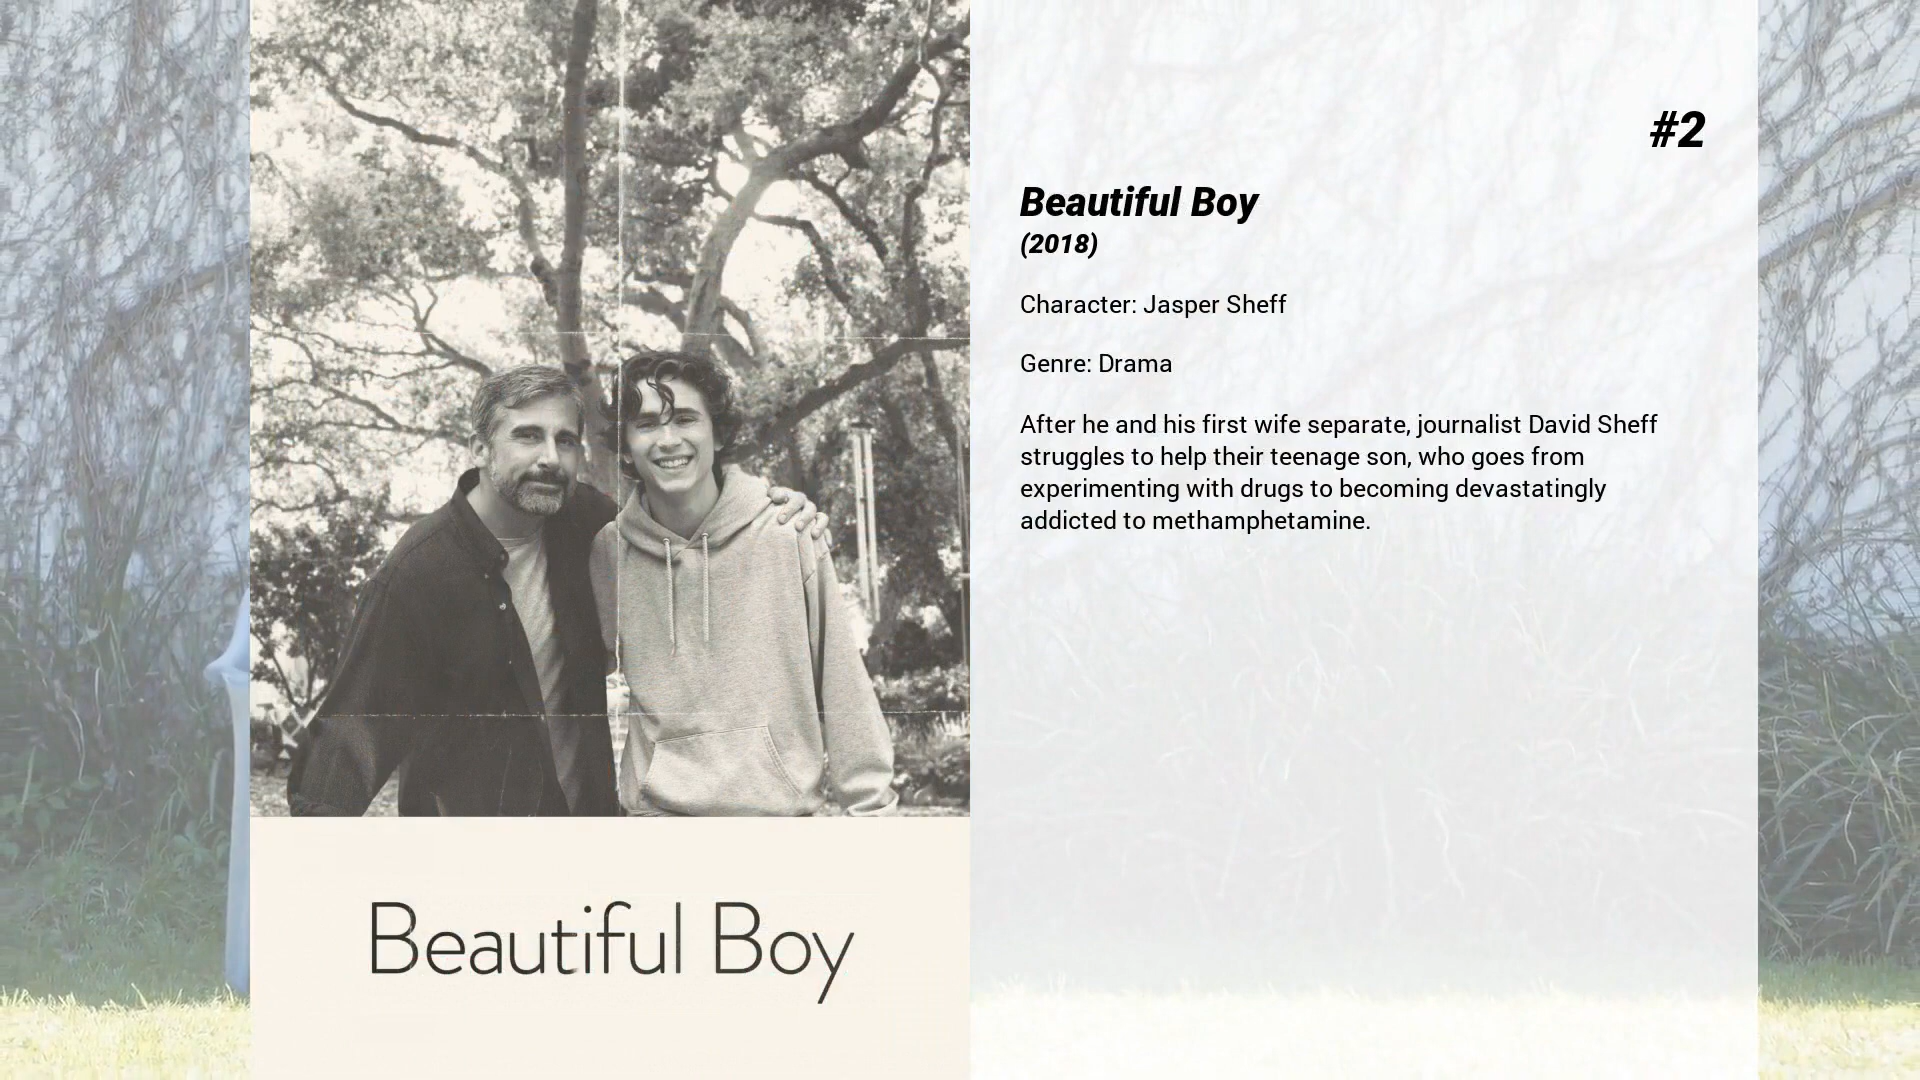 #2
Beautiful Boy
(2018)
Character: Jasper Sheff
Genre: Drama
After he and his first wife separate, journalist David Sheff
struggles to help their teenage son, who goes from
experimenting with drugs to becoming devastatingly
addicted to methamphetamine.
Beautiful Boy